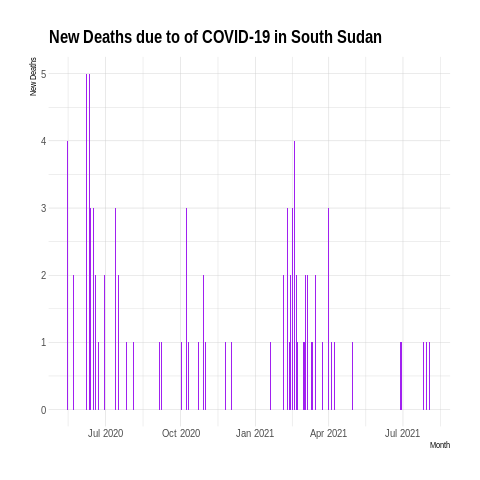 New Deaths due to of COVID-19 in South Sudan
New Deaths
5
4
3
2
1
0
Jul 2020 Oct 2020 Jan 2021 Apr 2021 Jul 2021
Month